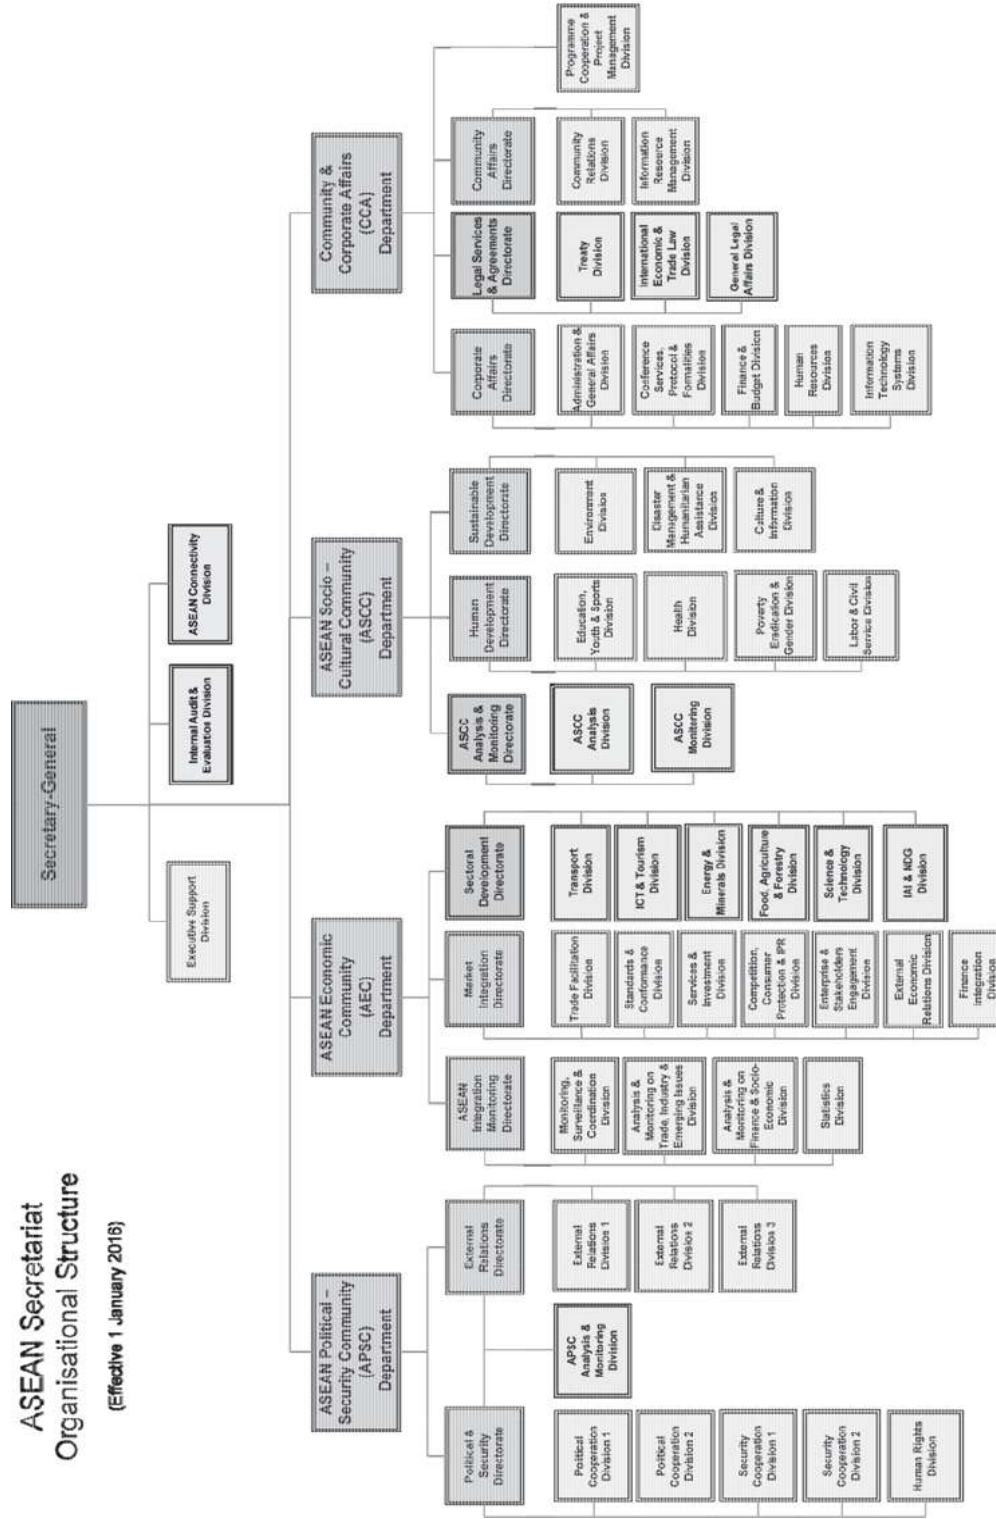 ASEAN Secretariat
Organisational Structure
(Effective 1 January 2016)
Secretary-General
Executive Support
Division
Internal Audit &
Evaluation Division
ASEAN Connectivity
Division
ASEAN Political –
Security Community
(APSC)
Department
Political &
Security
Directorate
Political
Cooperation
Division 1
Political
Cooperation
Division 2
Security
Cooperation
Division 1
Security
Cooperation
Division 2
Human Rights
Division
APSC
Analysis &
Monitoring
Division
External
Relations
Directorate
External
Relations
Division 1
External
Relations
Division 2
External
Relations
Division 3
ASEAN Economic
Community
(AEC)
Department
ASEAN
Integration
Monitoring
Directorate
Monitoring,
Surveillance &
Coordination
Division
Analysis &
Monitoring on
Trade, Industry &
Emerging Issues
Division
Analysis &
Monitoring on
Finance & Socio-
Economic
Division
Statistics
Division
Market
Integration
Directorate
Trade Facilitation
Division
Standards &
Conformance
Division
Services &
Investment
Division
Competition,
Consumer
Protection & IPR
Division
Enterprise &
Stakeholders
Engagement
Division
External
Economic
Relations Division
Finance
Integration
Division
Sectoral
Development
Directorate
Transport
Division
ICT & Tourism
Division
Energy &
Minerals Division
Food, Agriculture
& Forestry
Division
Science &
Technology
Division
IAI & NDG
Division
ASEAN Socio –
Cultural Community
(ASCC)
Department
ASCC
Analysis &
Monitoring
Directorate
ASCC
Analysis
Division
ASCC
Monitoring
Division
Human
Development
Directorate
Education,
Youth & Sports
Division
Health
Division
Poverty
Eradication &
Gender Division
Labor & Civil
Service Division
Sustainable
Development
Directorate
Environment
Division
Disaster
Management &
Humanitarian
Assistance
Division
Culture &
Information
Division
Community &
Corporate Affairs
(CCA)
Department
Corporate
Affairs
Directorate
Administration &
General Affairs
Division
Conference
Services,
Protocol &
Formalities
Division
Finance &
Budget Division
Human
Resources
Division
Information
Technology
Systems
Division
Legal Services
& Agreements
Directorate
Treaty
Division
International
Economic &
Trade Law
Division
General Legal
Affairs Division
Community
Affairs
Directorate
Community
Relations
Division
Information
Resource
Management
Division
Programme
Cooperation &
Project
Management
Division